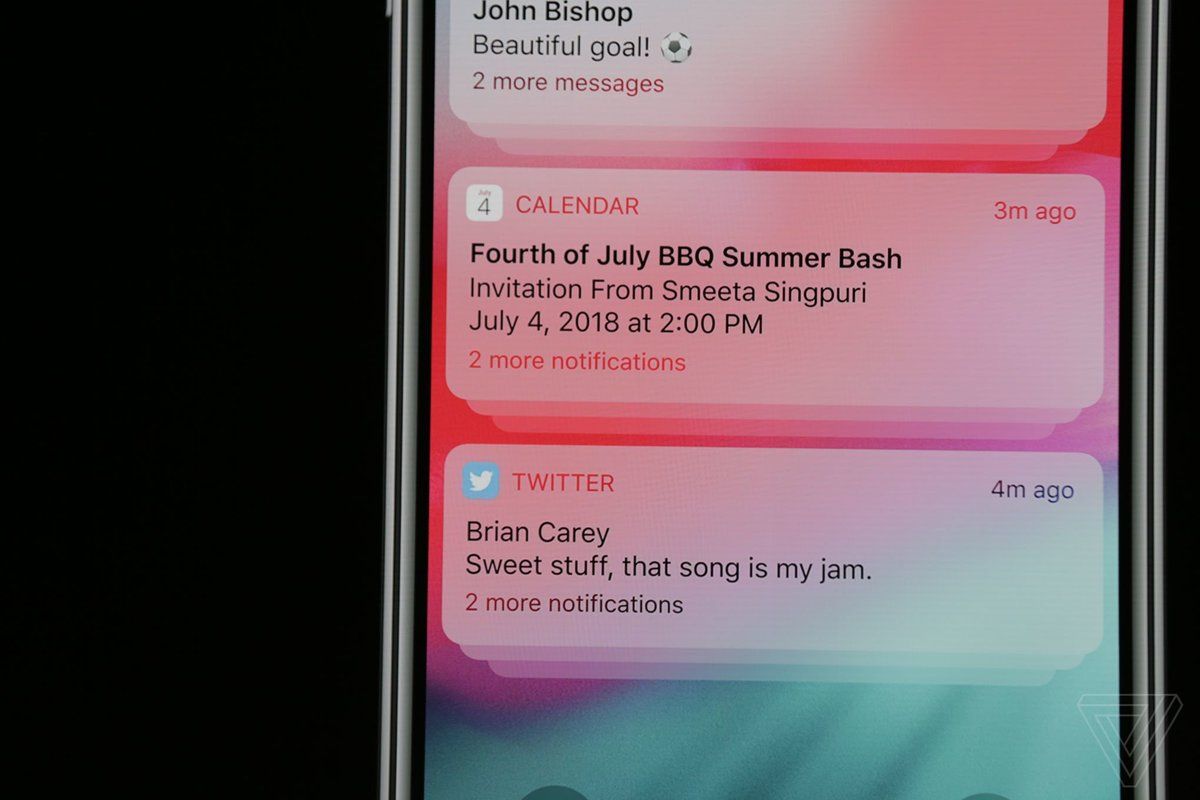 John Bishop
Beautiful goal! ⚽
2 more messages
July
4
CALENDAR
3m ago
Fourth of July BBQ Summer Bash
Invitation From Smeeta Singpuri
July 4, 2018 at 2:00 PM
2 more notifications
TWITTER
4m ago
Brian Carey
Sweet stuff, that song is my jam.
2 more notifications